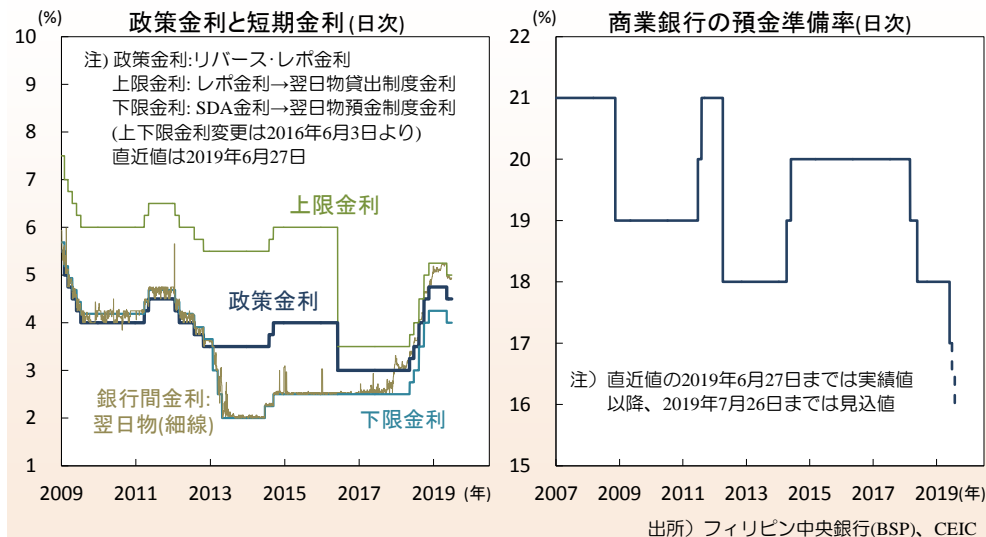 政策金利と短期金利(日次)
(%)
10
9
8
7
6
5
4
3
2
1
注) 政策金利:リバース・レポ金利
上限金利: レポ金利→翌日物貸出制度金利
下限金利: SDA金利→翌日物預金制度金利
(上下限金利変更は2016年6月3日より)
直近値は2019年6月27日
上限金利
政策金利
銀行間金利:
翌日物(細線)
下限金利
2009 2011 2013 2015 2017 2019 (年)
商業銀行の預金準備率(日次)
(%)
22
21
20
19
18
17
16
15
注）直近値の2019年6月27日までは実績値
以降、2019年7月26日までは見込値
2007 2009 2011 2013 2015 2017 2019(年)
出所）フィリピン中央銀行(BSP)、CEIC